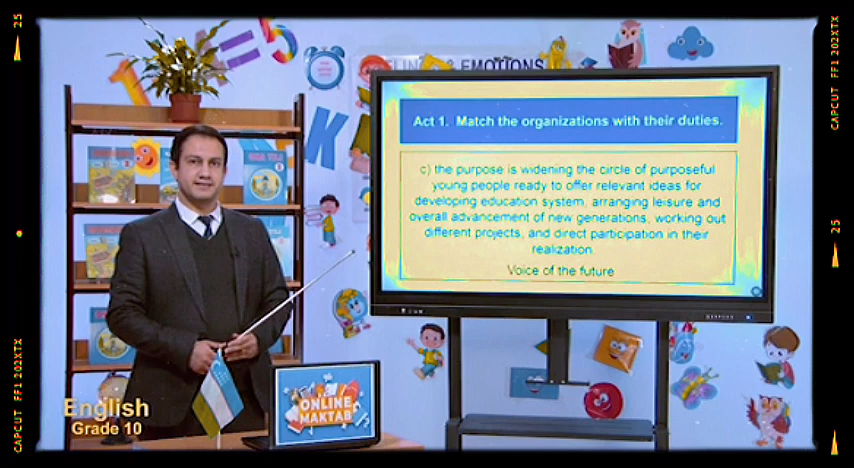 25
CAPCUT FF1 202XTX
25
CAPCUT FF1 202XTX
& EMOTIONS
K
Act 1. Match the organizations with their duties.
c) the purpose is widening the circle of purposeful
young people ready to offer relevant ideas for
developing education system, arranging leisure and
overall advancement of new generations, working out
different projects, and direct participation in their
realization.
Voice of the future
ONLINE
MAKTAB
English
Grade 10